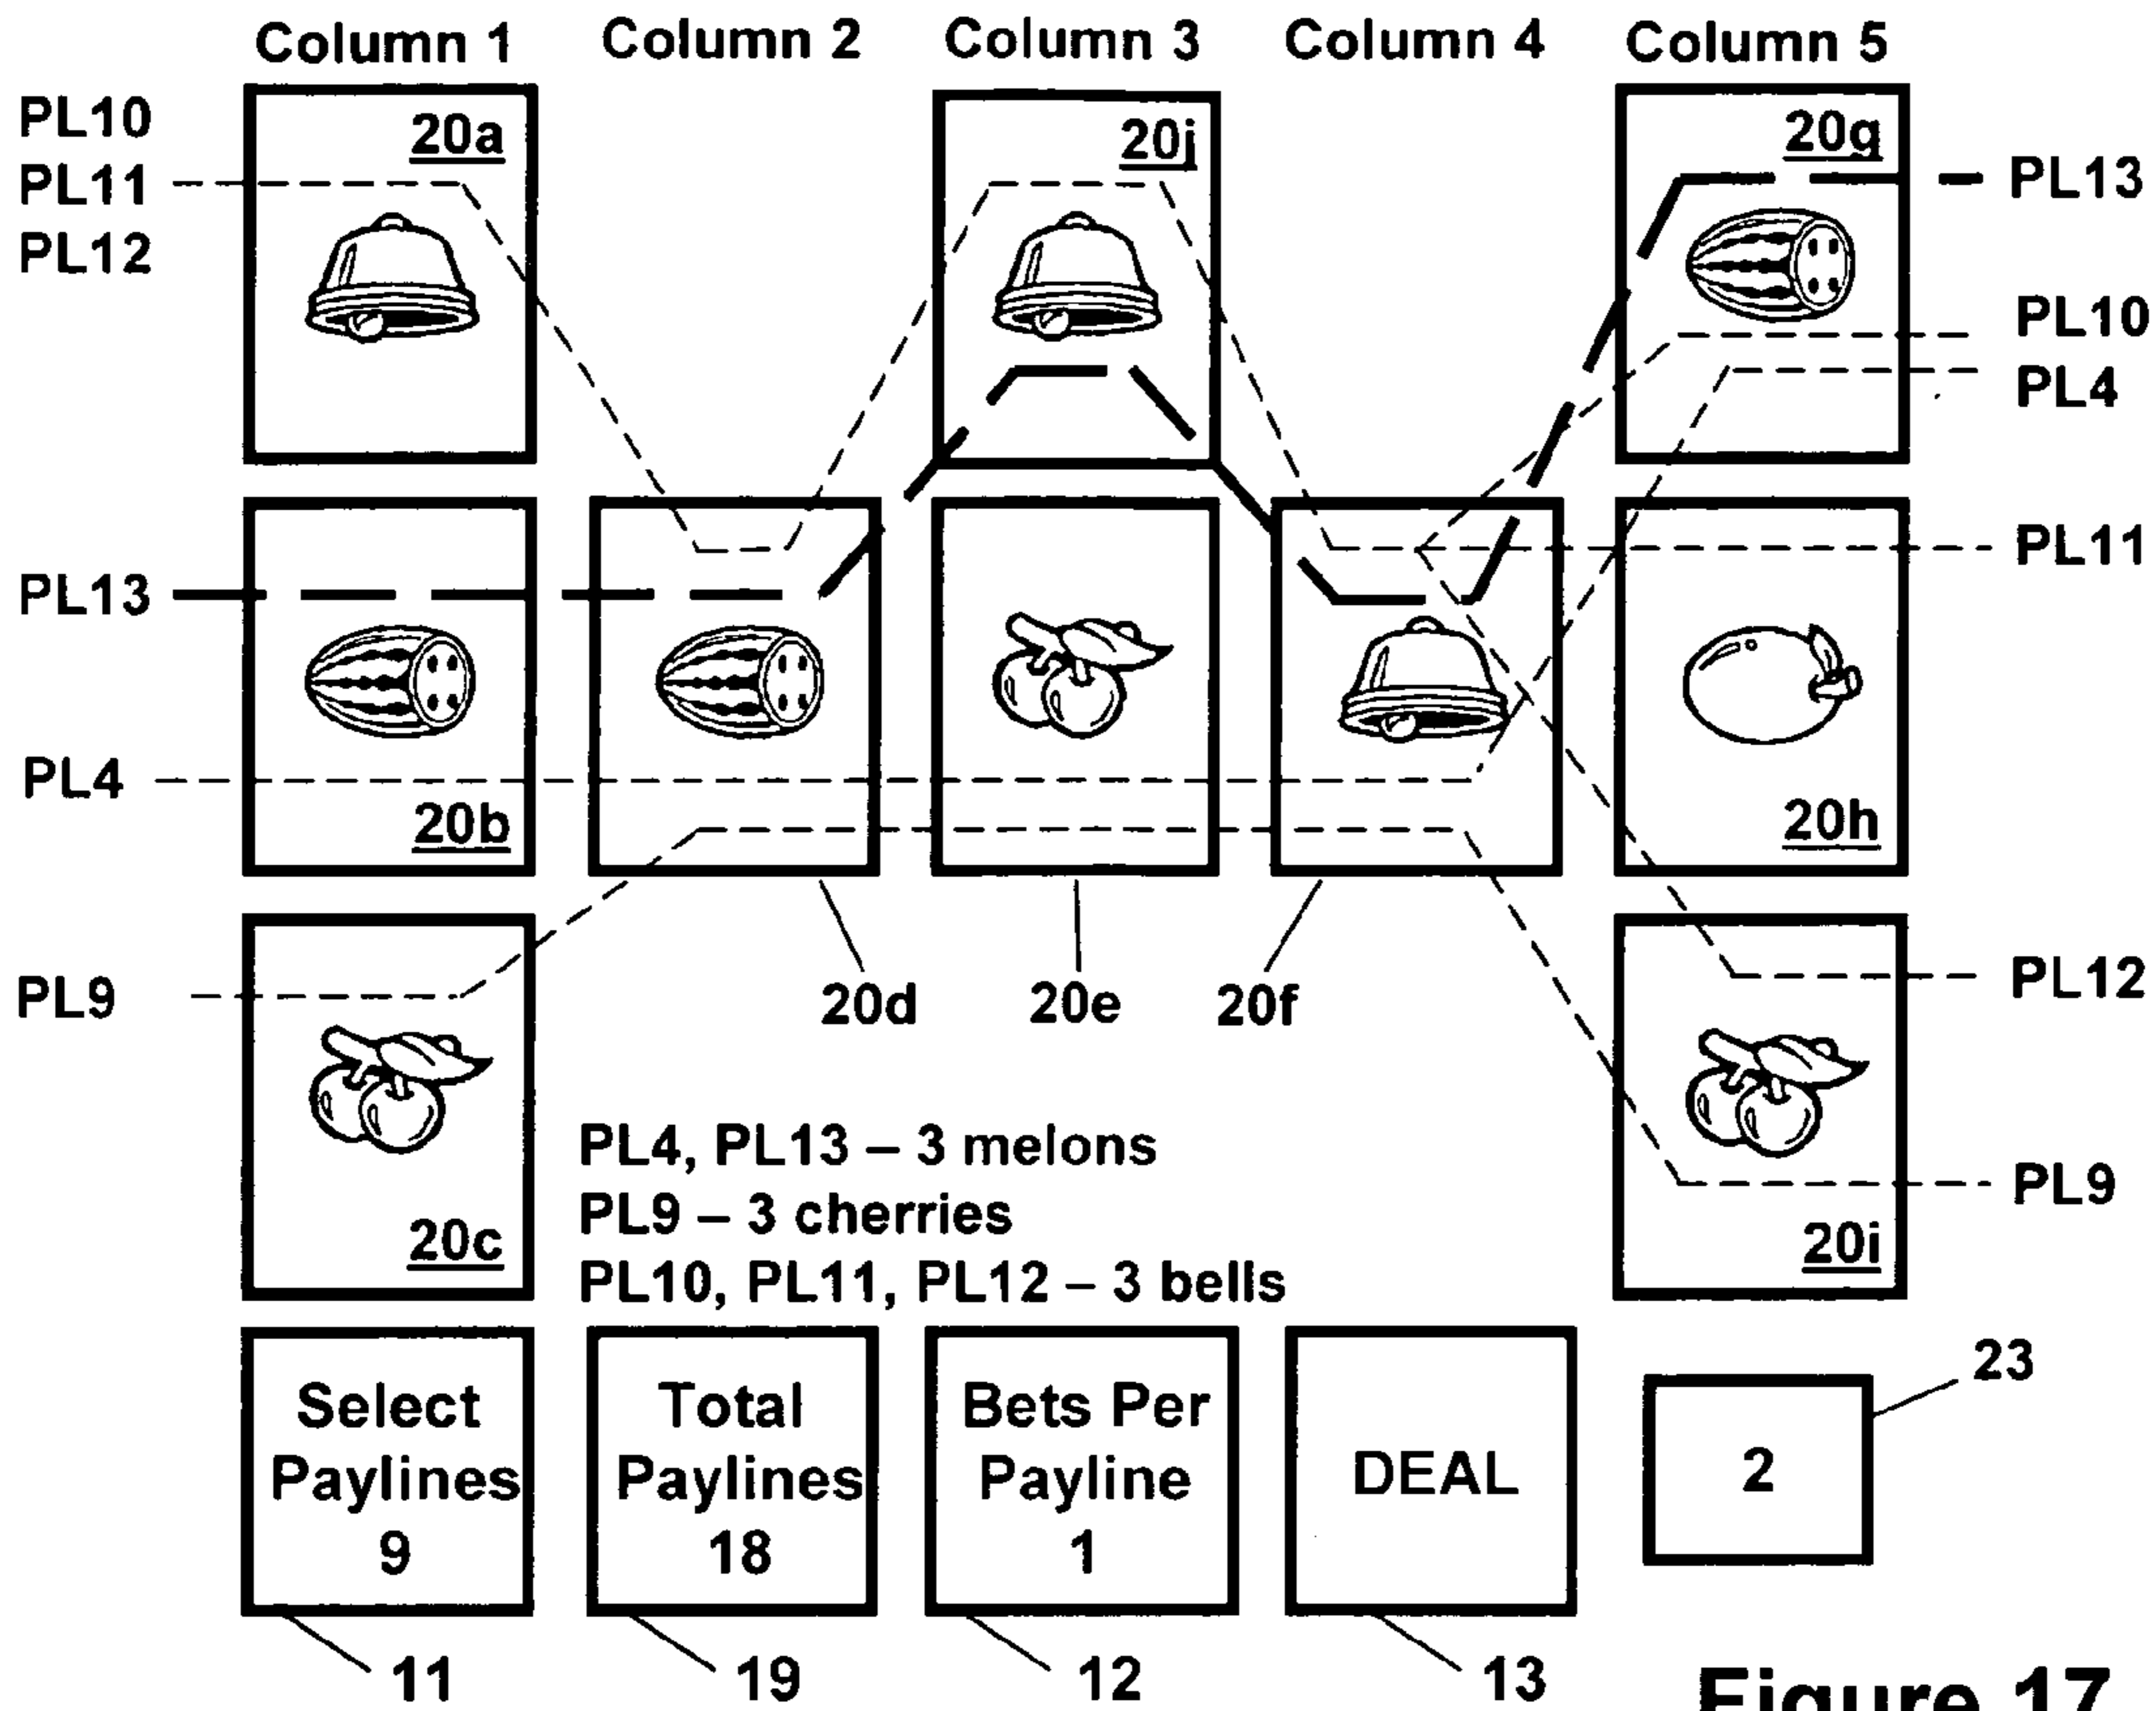 Column 1 Column 2 Column 3 Column 4 Column 5
PL10
20a
20j
20g
PL11
PL13
PL12
PL10
PL4
PL11
PL13
PL4
20b
20h
PL9
20d
20e
20f
PL12
PL4, PL13 – 3 melons
PL9
PL9 – 3 cherries
20c
20i
PL10, PL11, PL12 – 3 bells
Select
Paylines
9
Total
Paylines
18
Bets Per
Payline
1
DEAL
2
23
11
19
12
13
Figure 17